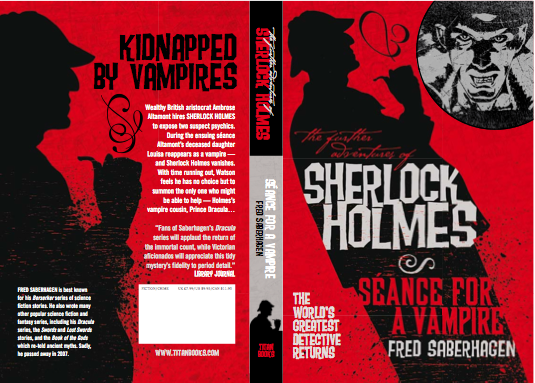 KIDNAPPED
BY VAMPIRES
Wealthy British aristocrat Ambrose
Altamont hires SHERLOCK HOLMES
to expose two suspect psychics.
During the ensuing séance
Altamont's deceased daughter
Louisa reappears as a vampire —
and Sherlock Holmes vanishes.
With time running out, Watson
feels he has no choice but to
summon the only one who might
be able to help — Holmes's
vampire cousin, Prince Dracula...
"Fans of Saberhagen's Dracula
series will applaud the return of
the immortal count, while Victorian
aficionados will appreciate this tidy
mystery's fidelity to period detail."
LIBRARY JOURNAL
FRED SABERHAGEN is best known
for his Berserker series of science
fiction stories. He also wrote many
other popular science fiction and
fantasy series, including his Dracula
series, the Swords and Lost Swords
stories, and the Book of the Gods
which re-told ancient myths. Sadly,
he passed away in 2007.
WWW.TITANBOOKS.COM
the further adventures of
SHERLOCK HOLMES
SÉANCE FOR A VAMPIRE
FRED SABERHAGEN
TITAN
BOOKS
the further
adventures of
SHERLOCK
HOLMES
SÉANCE FOR
A VAMPIRE
FRED SABERHAGEN
THE
WORLD'S
GREATEST
DETECTIVE
RETURNS